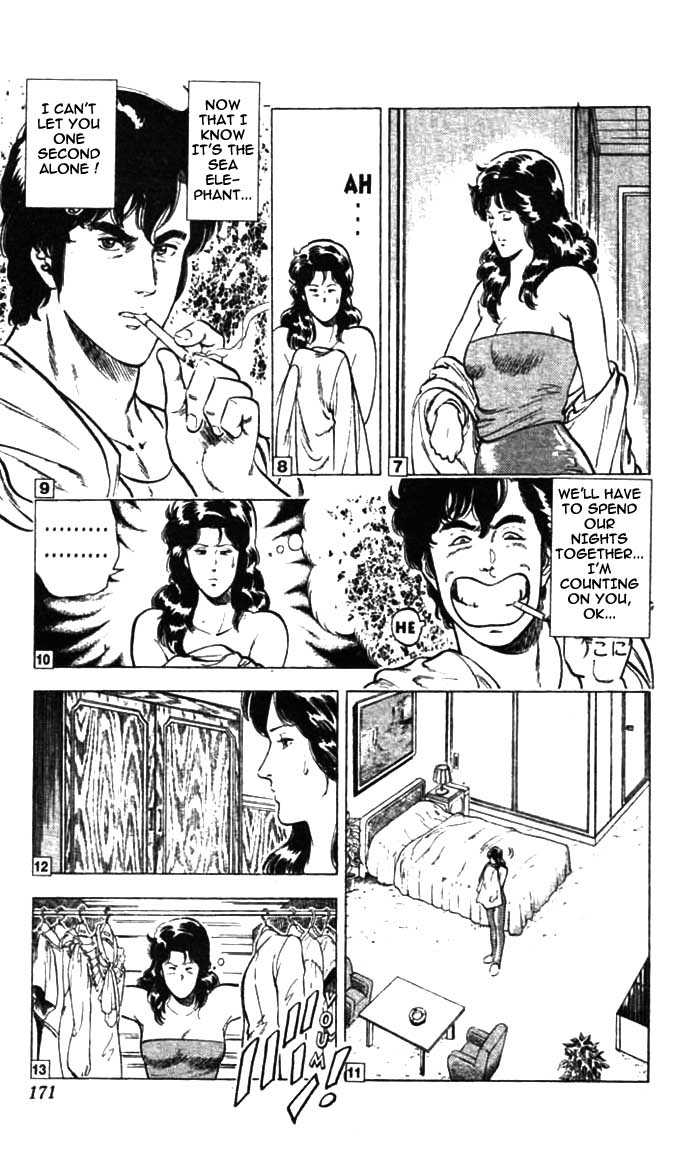 7
AH
....
8
NOW
THAT I
KNOW
IT'S THE
SEA
ELE-
PHANT...
I CAN'T
LET YOU
ONE
SECOND
ALONE !
9
WE'LL HAVE
TO SPEND
OUR
NIGHTS
TOGETHER...
I'M
COUNTING
ON YOU,
OK...
こに
HE
.........
........
10
11
12
VOUM
13
171